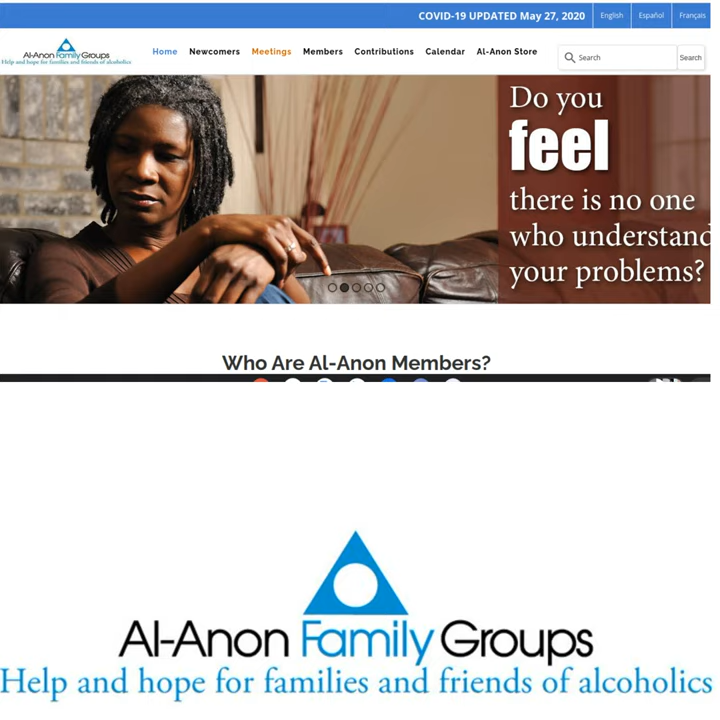 COVID-19 UPDATED May 27, 2020 English Español Français
Al-Anon Family Groups
Help and hope for families and friends of alcoholics
Home Newcomers Meetings Members Contributions Calendar Al-Anon Store Search Search
Do you
feel
there is no one
who understand
your problems?
Who Are Al-Anon Members?
Al-Anon Family Groups
Help and hope for families and friends of alcoholics